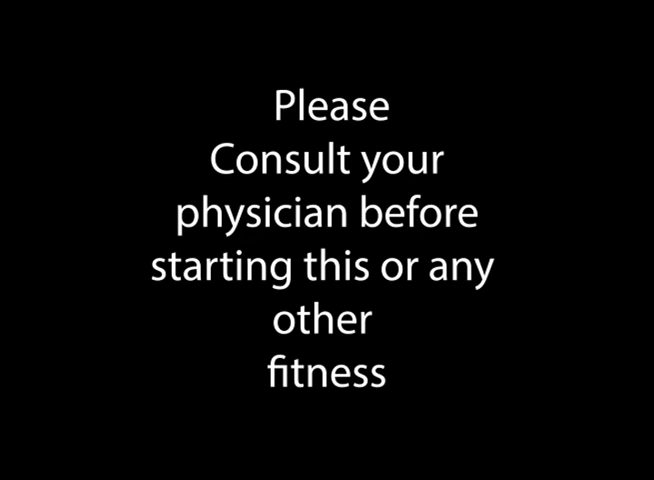 Please
Consult your
physician before
starting this or any
other
fitness